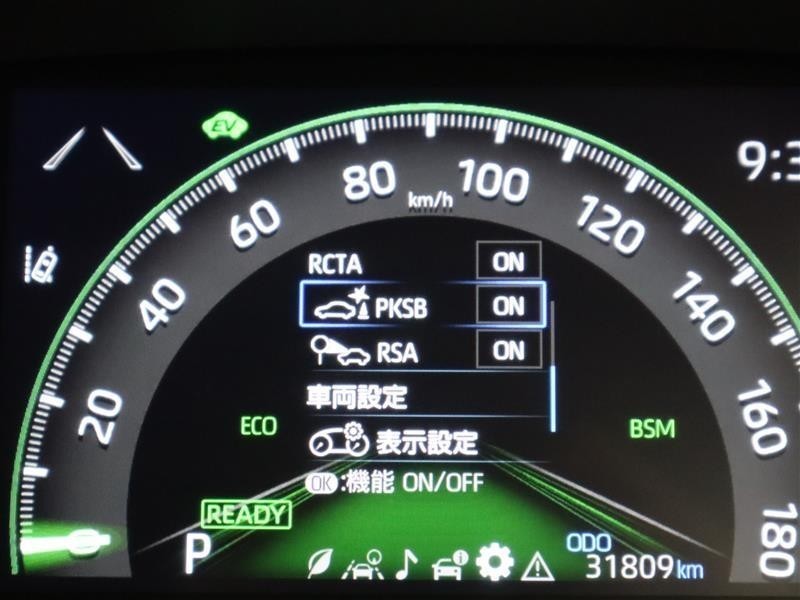 EV
9:3
80
km/h
100
60
120
40
140
20
160
180
RCTA ON
PKSB ON
RSA ON
車両設定
表示設定
OK:機能 ON/OFF
ECO
BSM
READY
P
ODO
31809km